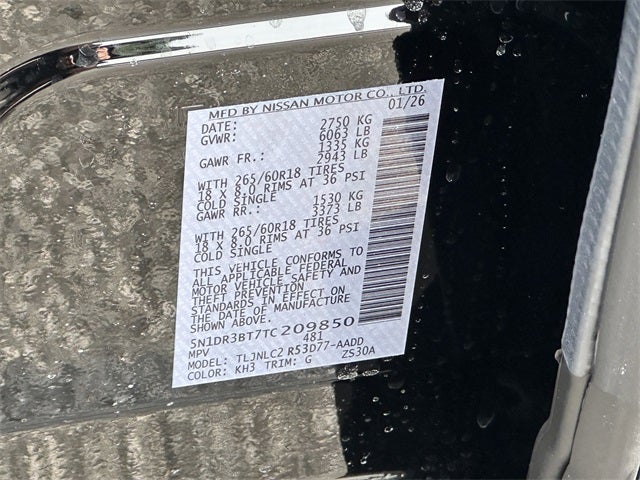 MFD BY NISSAN MOTOR CO., LTD.
DATE: 01/26
GVWR: 2750 KG
6063 LB
GAWR FR.: 1335 KG
2943 LB
WITH 265/60R18 TIRES
18 X 8.0 RIMS AT 36 PSI
COLD SINGLE
GAWR RR.: 1530 KG
3373 LB
WITH 265/60R18 TIRES
18 X 8.0 RIMS AT 36 PSI
COLD SINGLE
THIS VEHICLE CONFORMS TO
ALL APPLICABLE FEDERAL
MOTOR VEHICLE SAFETY AND
THEFT PREVENTION
STANDARDS IN EFFECT ON
THE DATE OF MANUFACTURE
SHOWN ABOVE.
5N1DR3BT7TC209850
MPV 481
MODEL: TLJNLC2 R53D77-AADD
COLOR: KH3 TRIM: G ZS30A